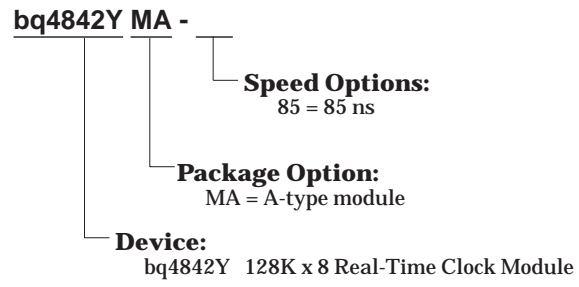 bq4842Y MA -
Speed Options:
85 = 85 ns
Package Option:
MA = A-type module
Device:
bq4842Y 128K x 8 Real-Time Clock Module